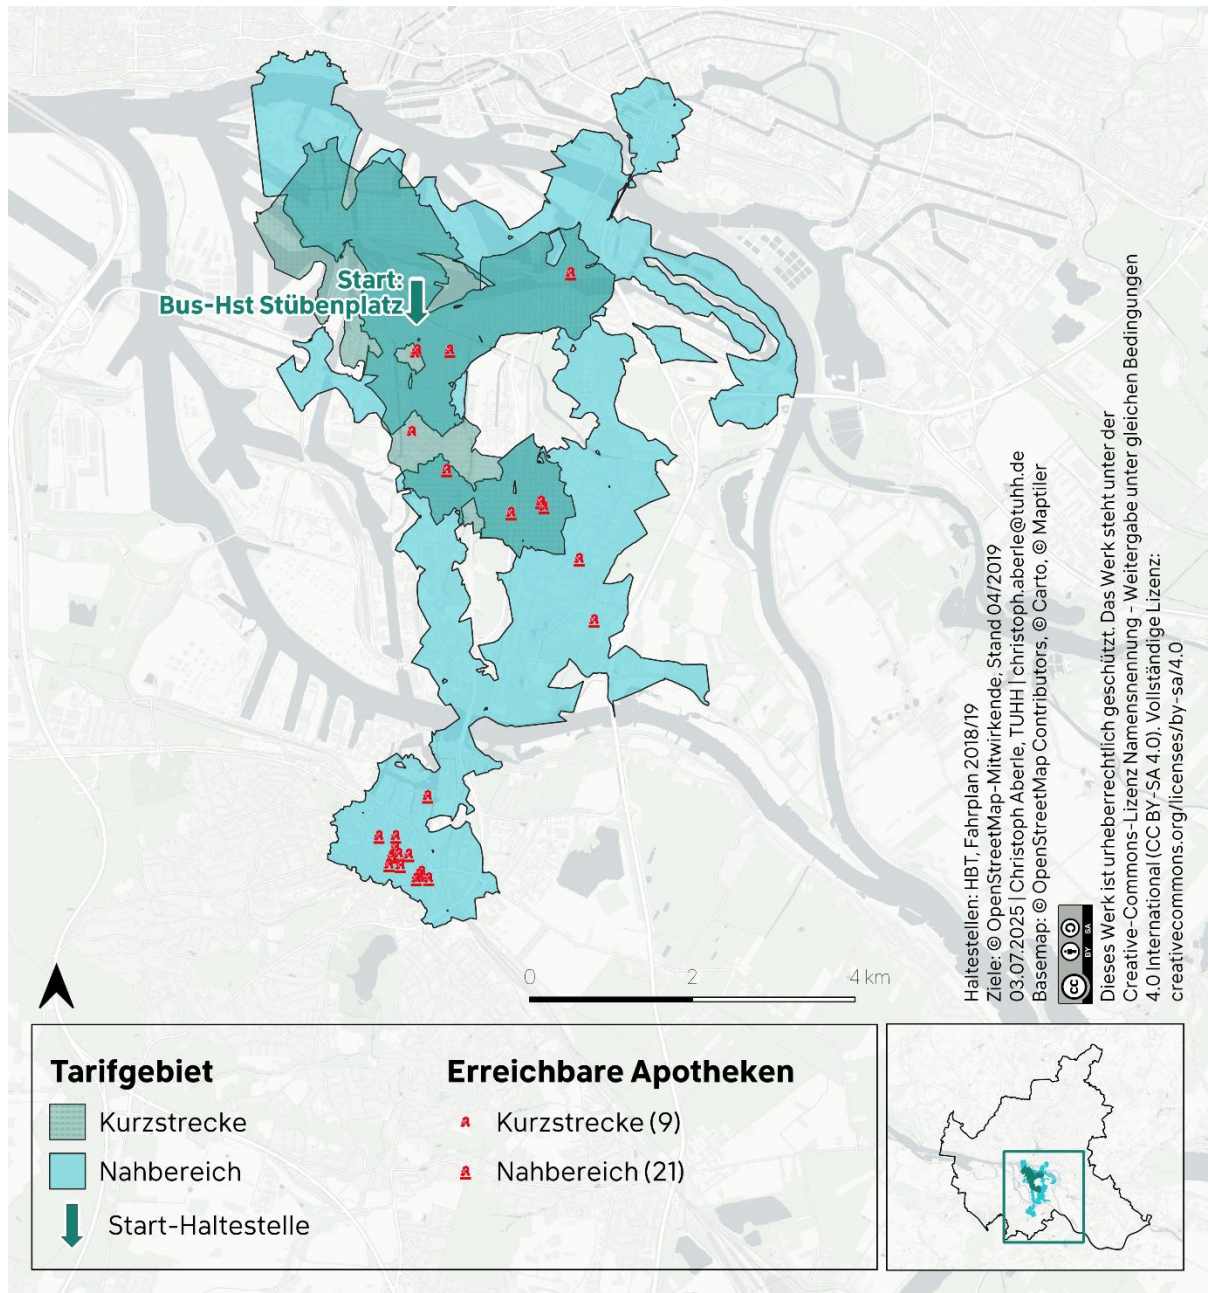 Start:
Bus-Hst Stübenplatz
Haltestellen: HBT, Fahrplan 2018/19
Ziele: © OpenStreetMap-Mitwirkende, Stand 04/2019
03.07.2025 | Christoph Aberle, TUHH | christoph.aberle@tuhh.de
Basemap: © OpenStreetMap Contributors, © Carto, © Maptiler
cc
BY
SA
Dieses Werk ist urheberrechtlich geschützt. Das Werk steht unter der
Creative-Commons-Lizenz Namensnennung - Weitergabe unter gleichen Bedingungen
4.0 International (CC BY-SA 4.0). Vollständige Lizenz:
creativecommons.org/licenses/by-sa/4.0
0 2 4 km
Tarifgebiet
Kurzstrecke
Nahbereich
Start-Haltestelle
Erreichbare Apotheken
Kurzstrecke (9)
Nahbereich (21)